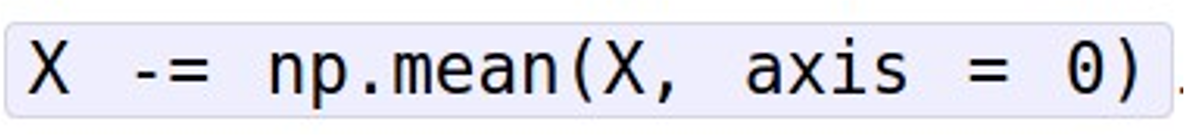 X -= np.mean(X, axis = 0).